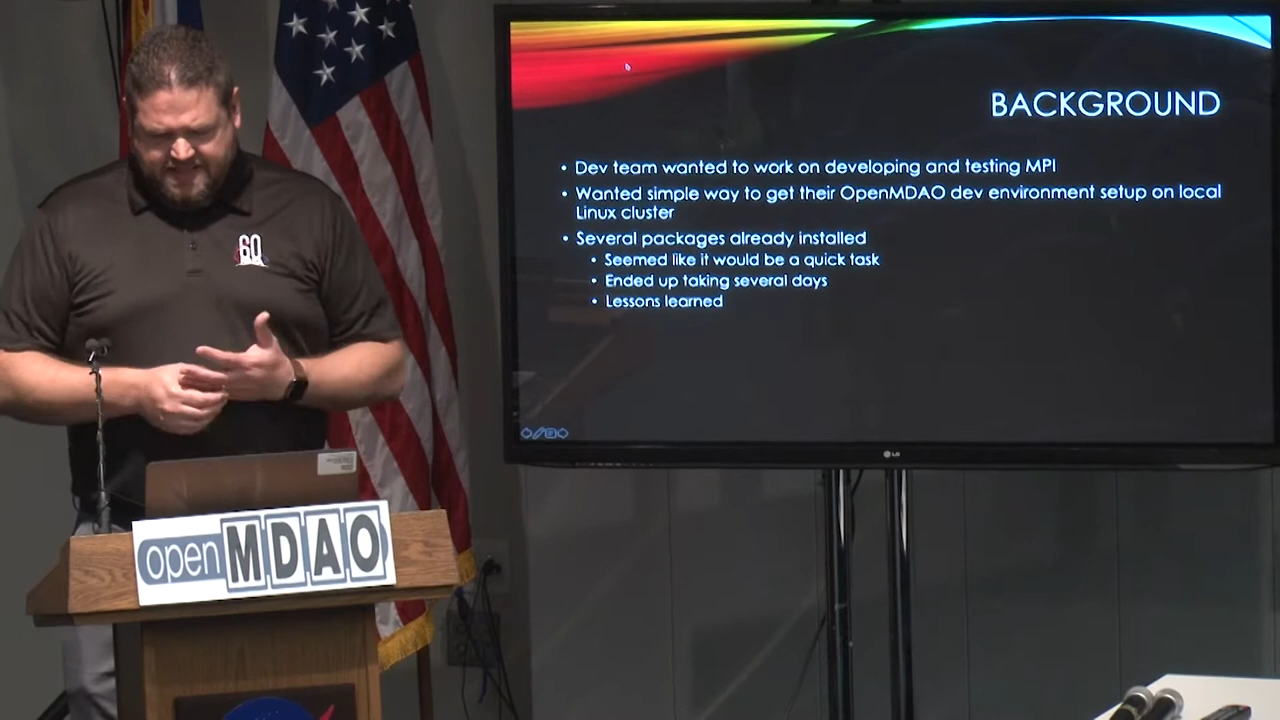 BACKGROUND
• Dev team wanted to work on developing and testing MPI
• Wanted simple way to get their OpenMDAO dev environment setup on local
Linux cluster
• Several packages already installed
• Seemed like it would be a quick task
• Ended up taking several days
• Lessons learned
60
LG
open MDAO